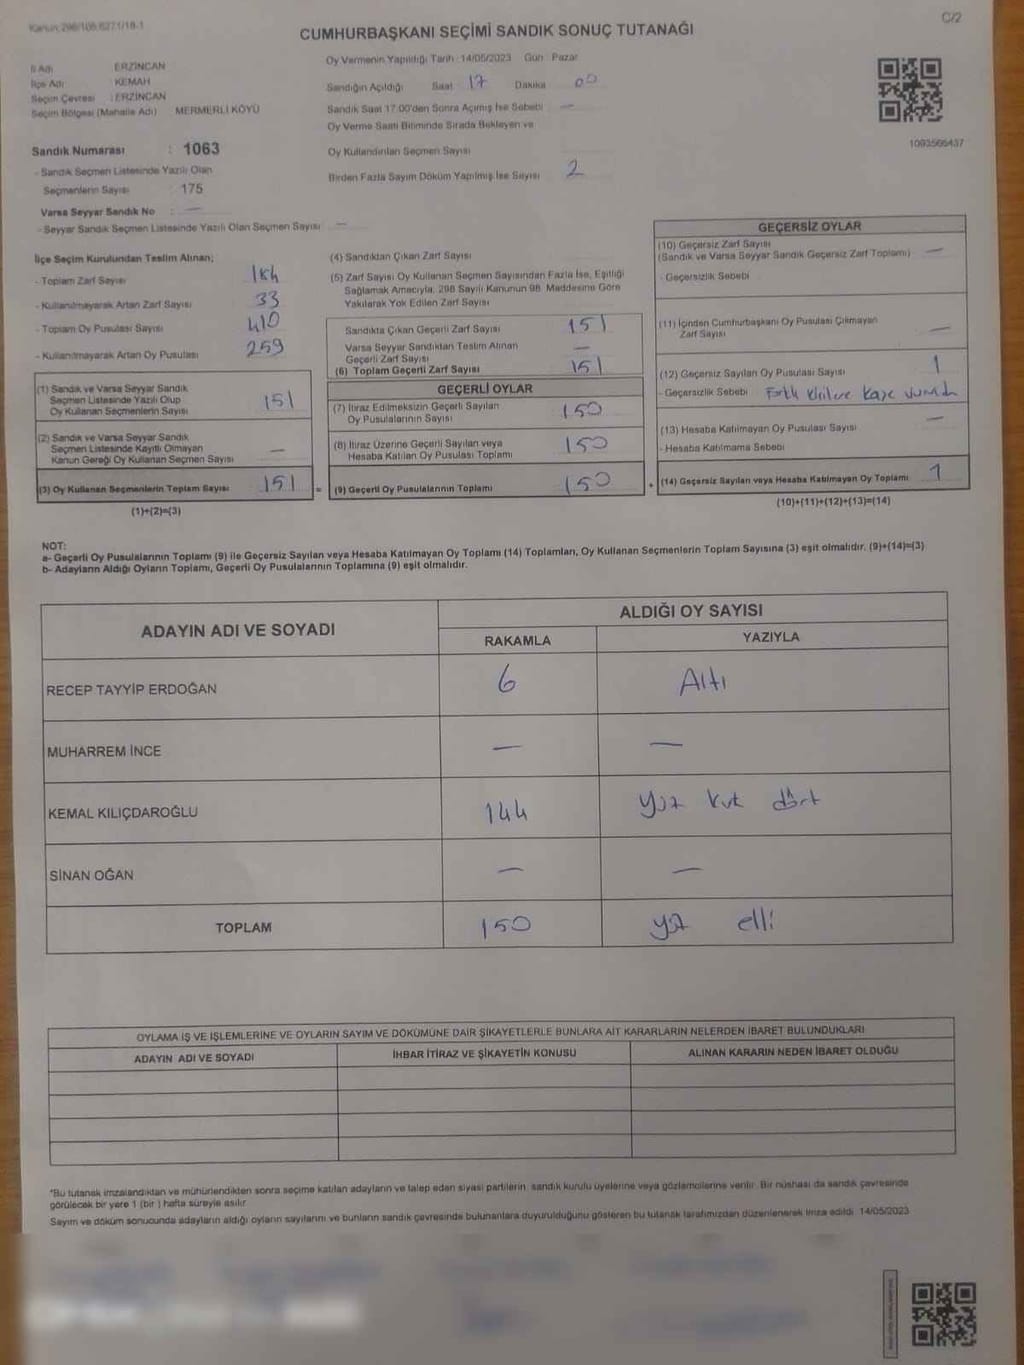 Kanun:298/108/6271/18-1
C/2
CUMHURBAŞKANI SEÇİMİ SANDIK SONUÇ TUTANAĞI
İl Adı ERZİNCAN
İlçe Adı KEMAH
Seçim Çevresi : ERZİNCAN
Seçim Bölgesi (Mahalle Adı) MERMERLİ KÖYÜ
Sandık Numarası : 1063
- Sandık Seçmen Listesinde Yazılı Olan
Seçmenlerin Sayısı : 175
Varsa Seyyar Sandık No : —
- Seyyar Sandık Seçmen Listesinde Yazılı Olan Seçmen Sayısı : —
Oy Vermenin Yapıldığı Tarih : 14/05/2023 Gün : Pazar
Sandığın Açıldığı Saat 17 Dakika 00
Sandık Saat 17:00'den Sonra Açımış İse Sebebi —
Oy Verme Saati Bitiminde Sırada Bekleyen ve
Oy Kullandırılan Seçmen Sayısı
Birden Fazla Sayım Döküm Yapılmış İse Sayısı 2
1093566437
İlçe Seçim Kurulundan Teslim Alınan;
- Toplam Zarf Sayısı 184
- Kullanılmayarak Artan Zarf Sayısı 33
- Toplam Oy Pusulası Sayısı 410
- Kullanılmayarak Artan Oy Pusulası 259
(1) Sandık ve Varsa Seyyar Sandık
Seçmen Listesinde Yazılı Olup
Oy Kullanan Seçmenlerin Sayısı 151
(2) Sandık ve Varsa Seyyar Sandık
Seçmen Listesinde Kayıtlı Olmayan
Kanun Gereği Oy Kullanan Seçmen Sayısı —
(3) Oy Kullanan Seçmenlerin Toplam Sayısı 151 =
(1)+(2)=(3)
(4) Sandıktan Çıkan Zarf Sayısı
(5) Zarf Sayısı Oy Kullanan Seçmen Sayısından Fazla İse, Eşitliği
Sağlamak Amacıyla, 298 Sayılı Kanunun 98. Maddesine Göre
Yakılarak Yok Edilen Zarf Sayısı
Sandıkta Çıkan Geçerli Zarf Sayısı 151
Varsa Seyyar Sandıktan Teslim Alınan
Geçerli Zarf Sayısı —
(6) Toplam Geçerli Zarf Sayısı 151
GEÇERLİ OYLAR
(7) İtiraz Edilmeksizin Geçerli Sayılan
Oy Pusulalarının Sayısı 150
(8) İtiraz Üzerine Geçerli Sayılan veya
Hesaba Katılan Oy Pusulası Toplamı 150
(9) Geçerli Oy Pusulalarının Toplamı 150 +
GEÇERSİZ OYLAR
(10) Geçersiz Zarf Sayısı
(Sandık ve Varsa Seyyar Sandık Geçersiz Zarf Toplamı) —
- Geçersizlik Sebebi
(11) İçinden Cumhurbaşkanı Oy Pusulası Çıkmayan
Zarf Sayısı —
(12) Geçersiz Sayılan Oy Pusulası Sayısı 1
- Geçersizlik Sebebi
(13) Hesaba Katılmayan Oy Pusulası Sayısı —
- Hesaba Katılmama Sebebi
(14) Geçersiz Sayılan veya Hesaba Katılmayan Oy Toplamı 1
(10)+(11)+(12)+(13)=(14)
NOT:
a- Geçerli Oy Pusulalarının Toplamı (9) ile Geçersiz Sayılan veya Hesaba Katılmayan Oy Toplamı (14) Toplamları, Oy Kullanan Seçmenlerin Toplam Sayısına (3) eşit olmalıdır. (9)+(14)=(3)
b- Adayların Aldığı Oyların Toplamı, Geçerli Oy Pusulalarının Toplamına (9) eşit olmalıdır.
ADAYIN ADI VE SOYADI
ALDIĞI OY SAYISI
RAKAMLA YAZIYLA
RECEP TAYYİP ERDOĞAN 6 Altı
MUHARREM İNCE — —
KEMAL KILIÇDAROĞLU 144 yüz kırk dört
SİNAN OĞAN — —
TOPLAM 150 yüz elli
OYLAMA İŞ VE İŞLEMLERİNE VE OYLARIN SAYIM VE DÖKÜMÜNE DAİR ŞİKAYETLERLE BUNLARA AİT KARARLARIN NELERDEN İBARET BULUNDUKLARI
ADAYIN ADI VE SOYADI İHBAR İTİRAZ VE ŞİKAYETİN KONUSU ALINAN KARARIN NEDEN İBARET OLDUĞU
*Bu tutanak imzalandıktan ve mühürlendikten sonra seçime katılan adayların ve talep eden siyasi partilerin, sandık kurulu üyelerine veya gözlemcilerine verilir. Bir nüshası da sandık çevresinde
görülecek bir yere 1 (bir) hafta süreyle asılır.
Sayım ve döküm sonucunda adayların aldığı oyların sayılarını ve bunların sandık çevresinde bulunanlara duyurulduğunu gösteren bu tutanak tarafımızdan düzenlenerek imza edildi. 14/05/2023